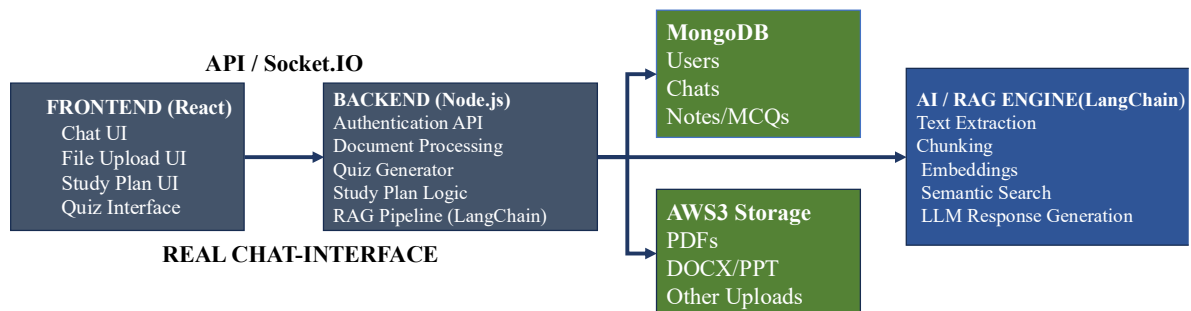 API / Socket.IO
FRONTEND (React)
Chat UI
File Upload UI
Study Plan UI
Quiz Interface
REAL CHAT-INTERFACE
BACKEND (Node.js)
Authentication API
Document Processing
Quiz Generator
Study Plan Logic
RAG Pipeline (LangChain)
MongoDB
Users
Chats
Notes/MCQs
AWS3 Storage
PDFs
DOCX/PPT
Other Uploads
AI / RAG ENGINE(LangChain)
Text Extraction
Chunking
Embeddings
Semantic Search
LLM Response Generation